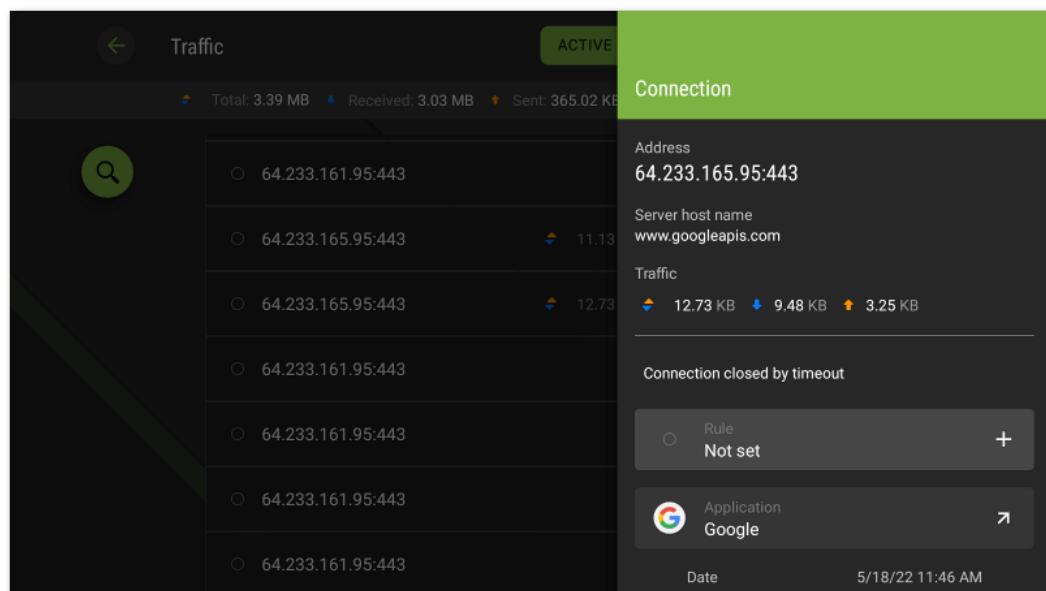 Traffic
ACTIVE
Total: 3.39 MB Received: 3.03 MB Sent: 365.02 KB
64.233.161.95:443
64.233.165.95:443 11.13
64.233.165.95:443 12.73
64.233.161.95:443
64.233.161.95:443
64.233.161.95:443
64.233.161.95:443
Connection
Address
64.233.165.95:443
Server host name
www.googleapis.com
Traffic
12.73 KB 9.48 KB 3.25 KB
Connection closed by timeout
Rule
Not set
Application
Google
Date 5/18/22 11:46 AM